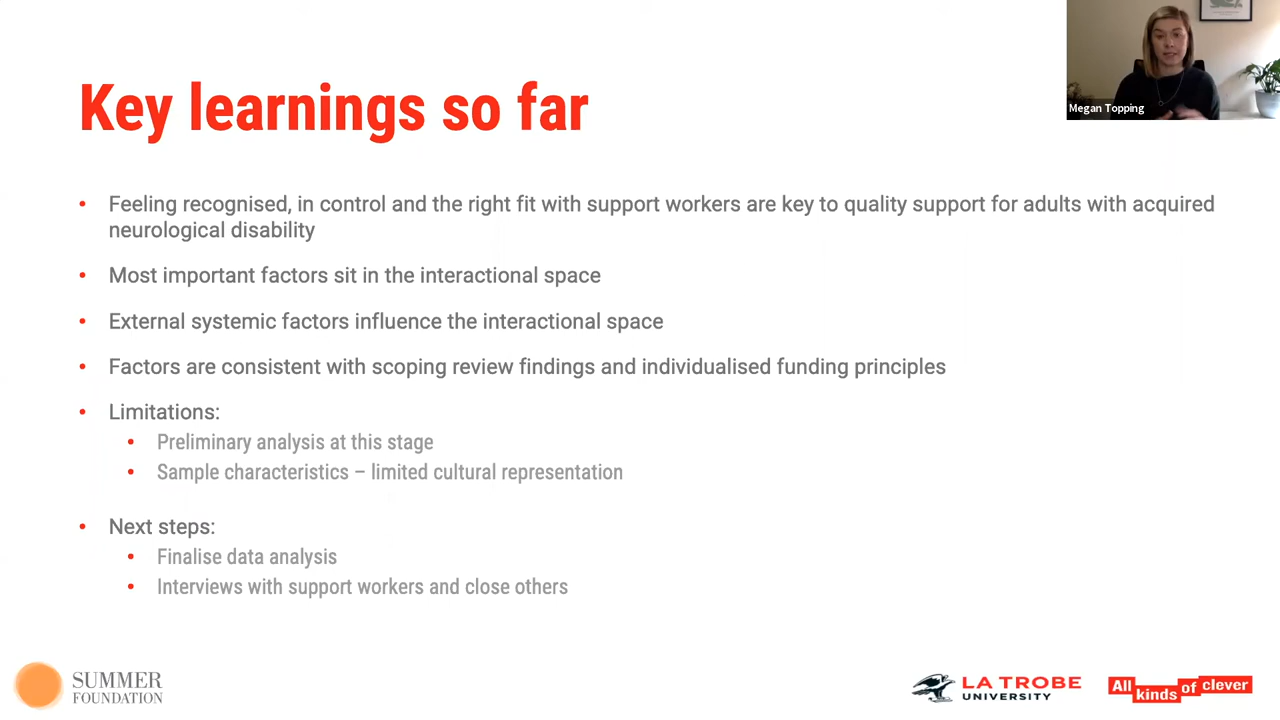 Key learnings so far
Megan Topping
• Feeling recognised, in control and the right fit with support workers are key to quality support for adults with acquired
neurological disability
• Most important factors sit in the interactional space
• External systemic factors influence the interactional space
• Factors are consistent with scoping review findings and individualised funding principles
• Limitations:
• Preliminary analysis at this stage
• Sample characteristics – limited cultural representation
• Next steps:
• Finalise data analysis
• Interviews with support workers and close others
SUMMER
FOUNDATION
LA TROBE
UNIVERSITY
All kinds of clever